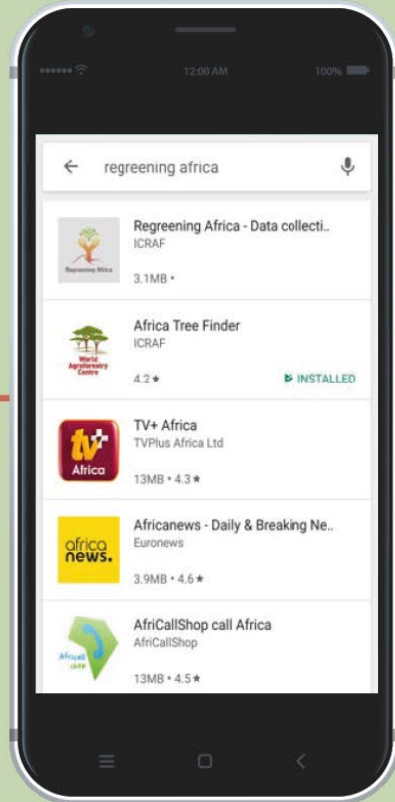 12:00 AM
100%
regreening africa
Regreening Africa - Data collecti..
ICRAF
Regreening Africa
3.1MB •
Africa Tree Finder
ICRAF
World
Agroforestry
Centre
4.2★
INSTALLED
TV+ Africa
TVPlus Africa Ltd
tv+
Africa
13MB • 4.3★
Africanews - Daily & Breaking Ne..
Euronews
africa
news.
3.9MB • 4.6★
AfriCallShop call Africa
AfriCallShop
Africall
shop
13MB • 4.5★